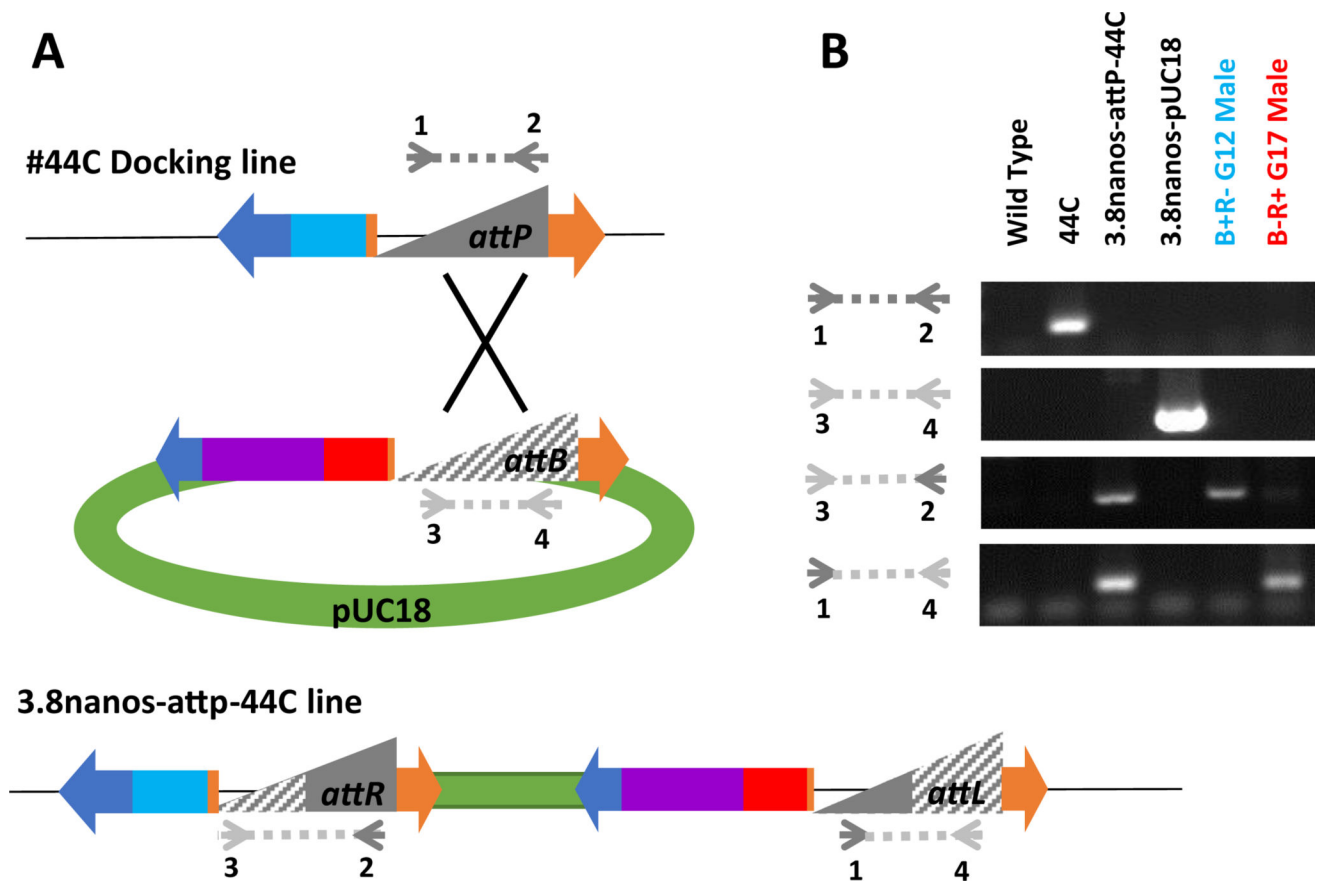 A
1 2
#44C Docking line
attP
attB
3 4
pUC18
3.8nanos-attp-44C line
attR
attL
3 2
1 4
B
Wild Type
44C
3.8nanos-attP-44C
3.8nanos-pUC18
B+R- G12 Male
B-R+ G17 Male
1 2
3 4
3 2
1 4